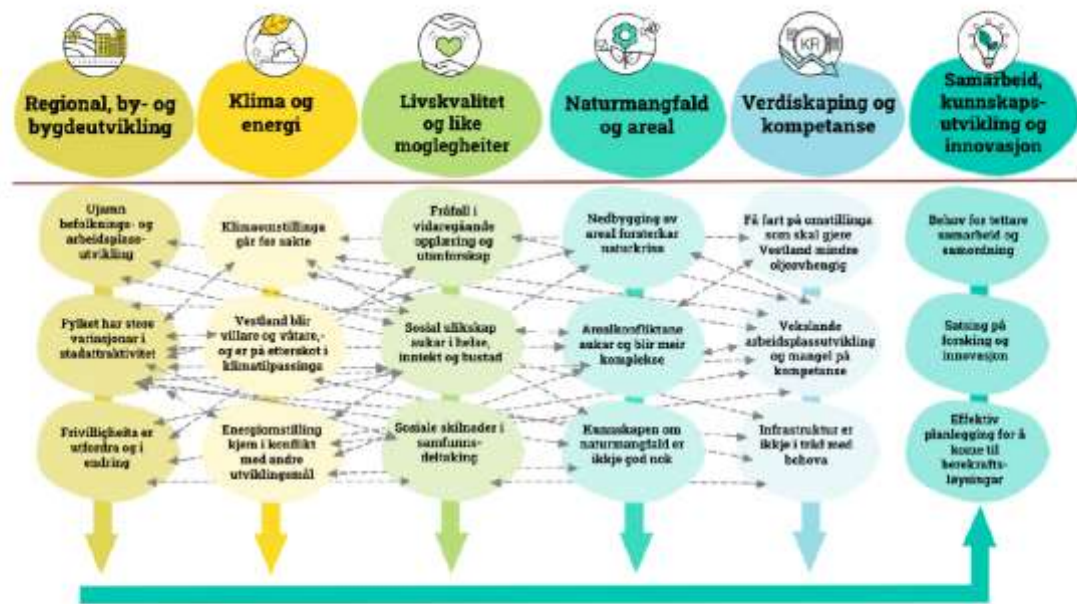 Regional, by- og
bygdeutvikling
Klima og
energi
Livskvalitet
og like
moglegheiter
Naturmangfald
og areal
KR
Verdiskaping og
kompetanse
Samarbeid,
kunnskaps-
utvikling og
innovasjon
Ujamn
befolknings- og
arbeidsplass-
utvikling
Klimaomstillinga
går for sakte
Fråfall i
vidaregåande
opplæring og
utanforskap
Nedbygging av
areal forsterkar
naturkrisa
Få fart på omstillinga
som skal gjere
Vestland mindre
oljeavhengig
Behov for tettare
samarbeid og
samordning
Fylket har store
variasjonar i
stadattraktivitet
Vestland blir
villare og våtare,-
og er på etterskot i
klimatilpassinga
Sosial ulikskap
aukar i helse,
inntekt og bustad
Arealkonfliktane
aukar og blir meir
komplekse
Vekslande
arbeidsplassutvikling
og mangel på
kompetanse
Satsing på
forsking og
innovasjon
Frivilligheita er
utfordra og i
endring
Energiomstilling
kjem i konflikt
med andre
utviklingsmål
Sosiale skilnader i
samfunns-
deltaking
Kunnskapen om
naturmangfald er
ikkje god nok
Infrastruktur er
ikkje i tråd med
behova
Effektiv
planlegging for å
kome til
berekrafts-
løysingar